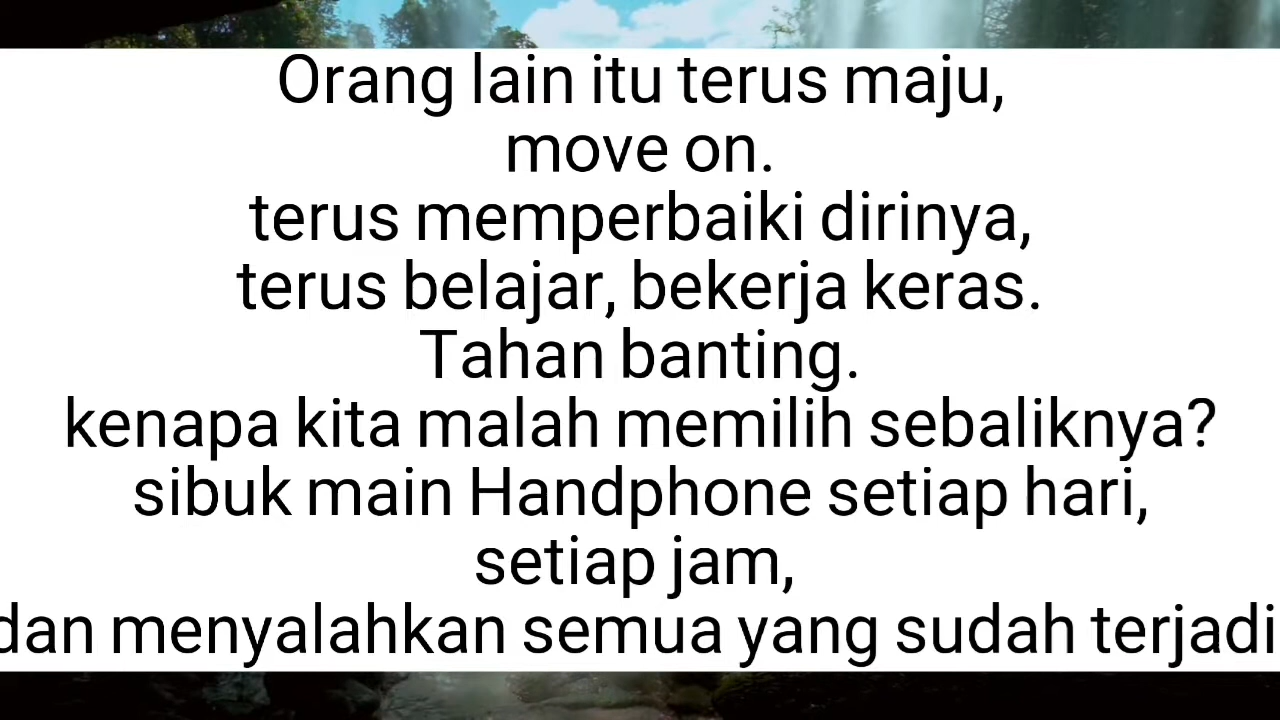 Orang lain itu terus maju,
move on.
terus memperbaiki dirinya,
terus belajar, bekerja keras.
Tahan banting.
kenapa kita malah memilih sebaliknya?
sibuk main Handphone setiap hari,
setiap jam,
dan menyalahkan semua yang sudah terjadi